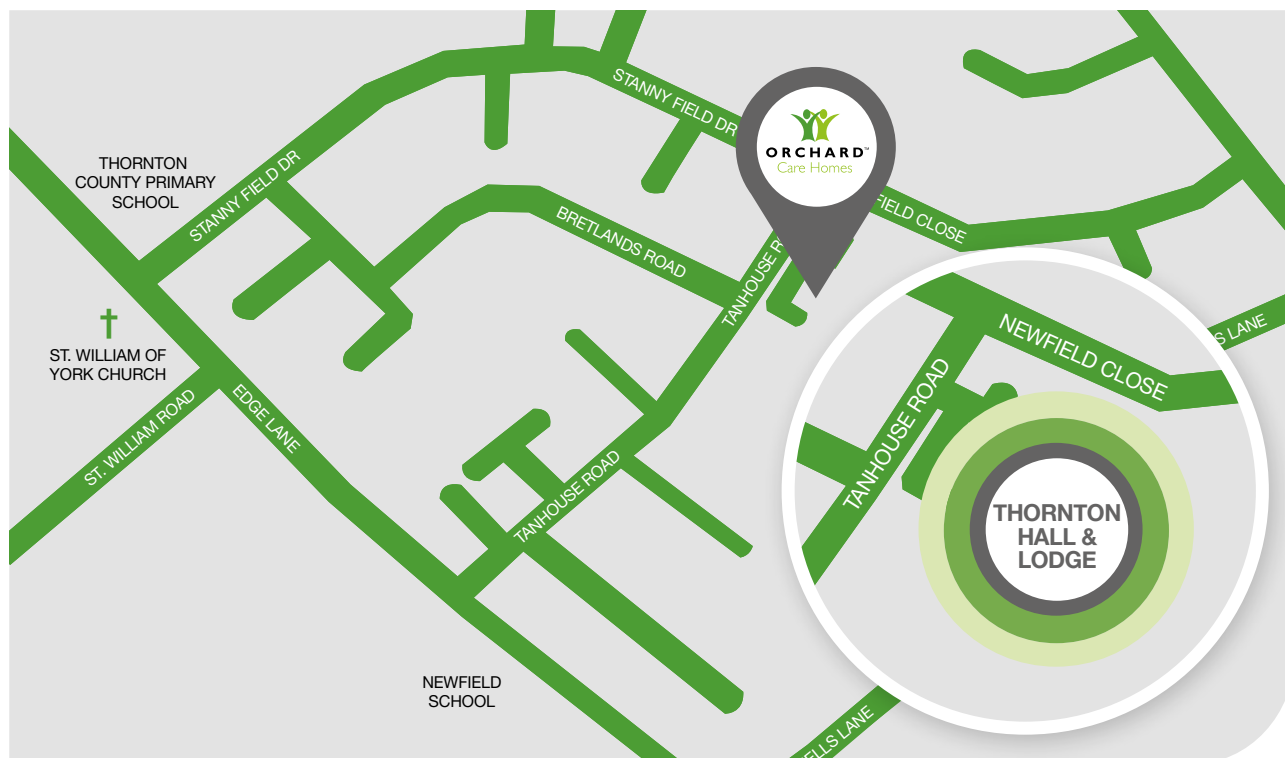 STANNY FIELD DR
ORCHARD™
Care Homes
THORNTON
COUNTY PRIMARY
SCHOOL
STANNY FIELD DR
BRETLANDS ROAD
FIELD CLOSE
TANHOUSE
ST. WILLIAM OF
YORK CHURCH
ST. WILLIAM ROAD
EDGE LANE
TANHOUSE ROAD
NEWFIELD
SCHOOL
NEWFIELD CLOSE
TANHOUSE ROAD
THORNTON
HALL &
LODGE
LANE
LANE